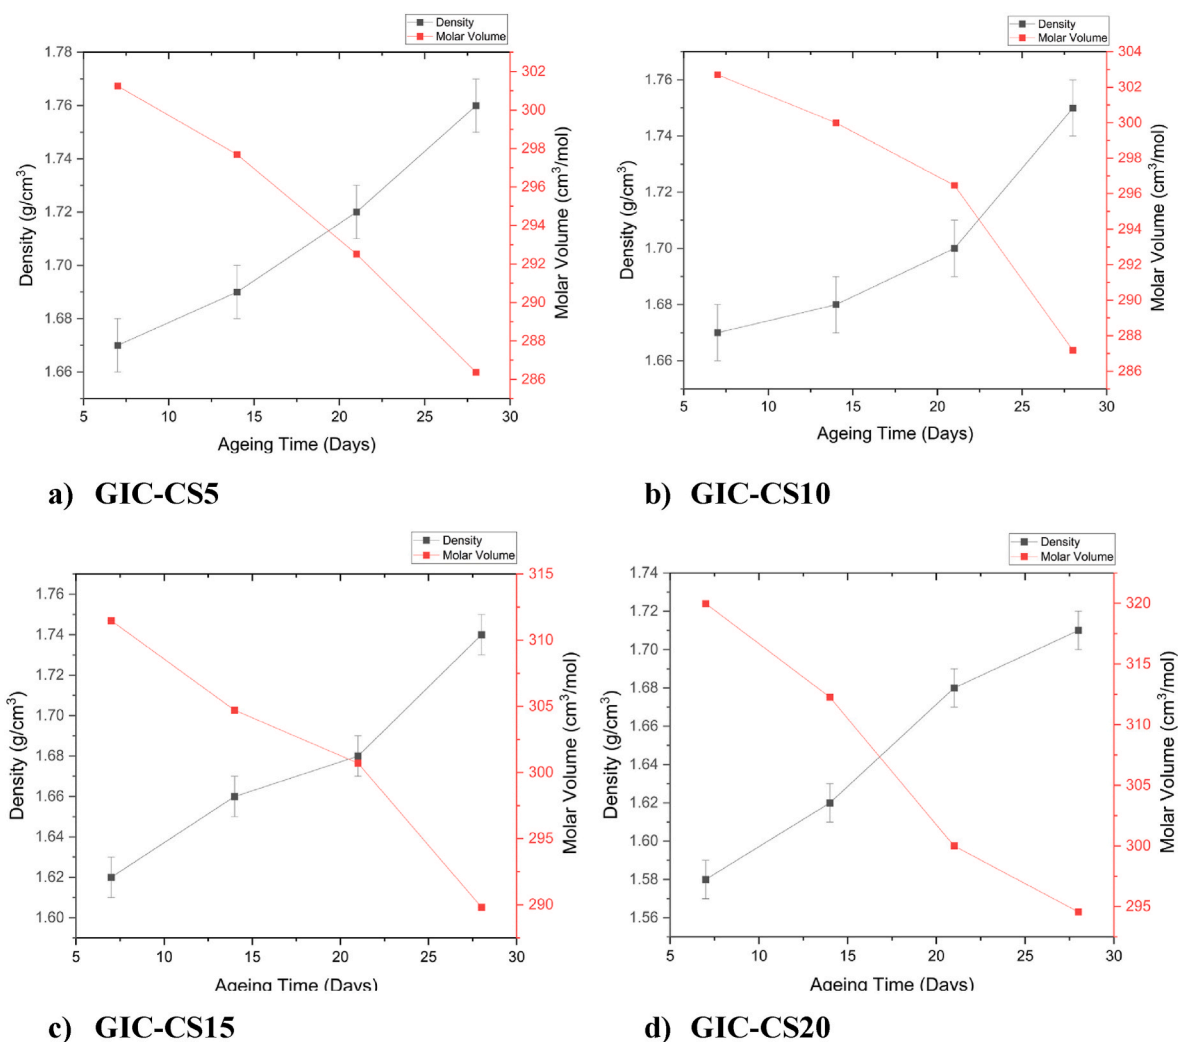 Density
Molar Volume
1.78
1.76
1.74
1.72
1.70
1.68
1.66
Density (g/cm³)
302
300
298
296
294
292
290
288
286
Molar Volume (cm³/mol)
5 10 15 20 25 30
Ageing Time (Days)
a) GIC-CS5
Density
Molar Volume
1.76
1.74
1.72
1.70
1.68
1.66
Density (g/cm³)
304
302
300
298
296
294
292
290
288
286
Molar Volume (cm³/mol)
5 10 15 20 25 30
Ageing Time (Days)
b) GIC-CS10
Density
Molar Volume
1.76
1.74
1.72
1.70
1.68
1.66
1.64
1.62
1.60
Density (g/cm³)
315
310
305
300
295
290
Molar Volume (cm³/mol)
5 10 15 20 25 30
Ageing Time (Days)
c) GIC-CS15
Density
Molar Volume
1.74
1.72
1.70
1.68
1.66
1.64
1.62
1.60
1.58
1.56
Density (g/cm³)
320
315
310
305
300
295
Molar Volume (cm³/mol)
5 10 15 20 25 30
Ageing Time (Days)
d) GIC-CS20